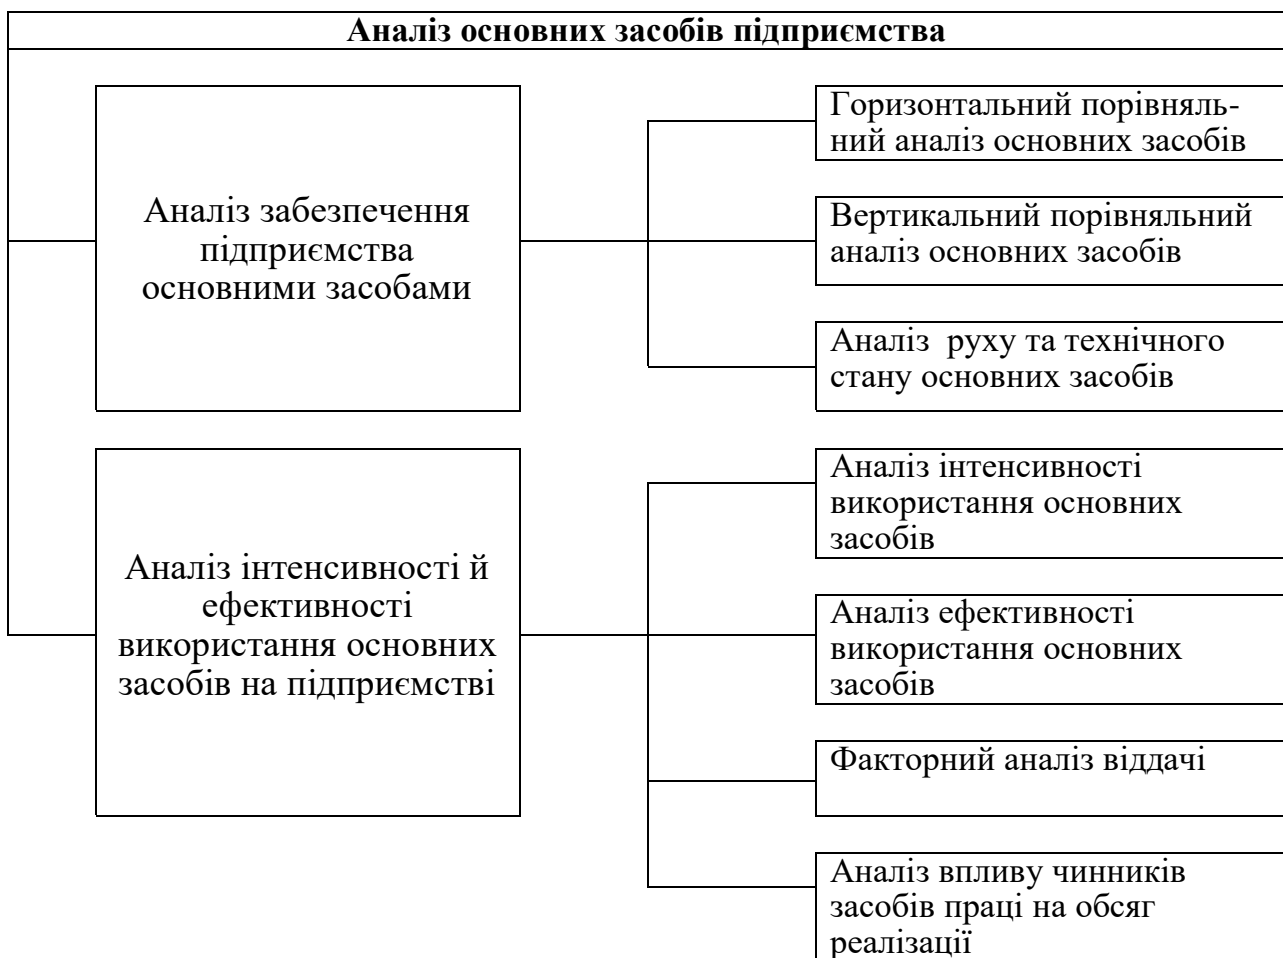 Аналіз основних засобів підприємства
Аналіз забезпечення
підприємства
основними засобами
Горизонтальний порівняль-
ний аналіз основних засобів
Вертикальний порівняльний
аналіз основних засобів
Аналіз руху та технічного
стану основних засобів
Аналіз інтенсивності й
ефективності
використання основних
засобів на підприємстві
Аналіз інтенсивності
використання основних
засобів
Аналіз ефективності
використання основних
засобів
Факторний аналіз віддачі
Аналіз впливу чинників
засобів праці на обсяг
реалізації